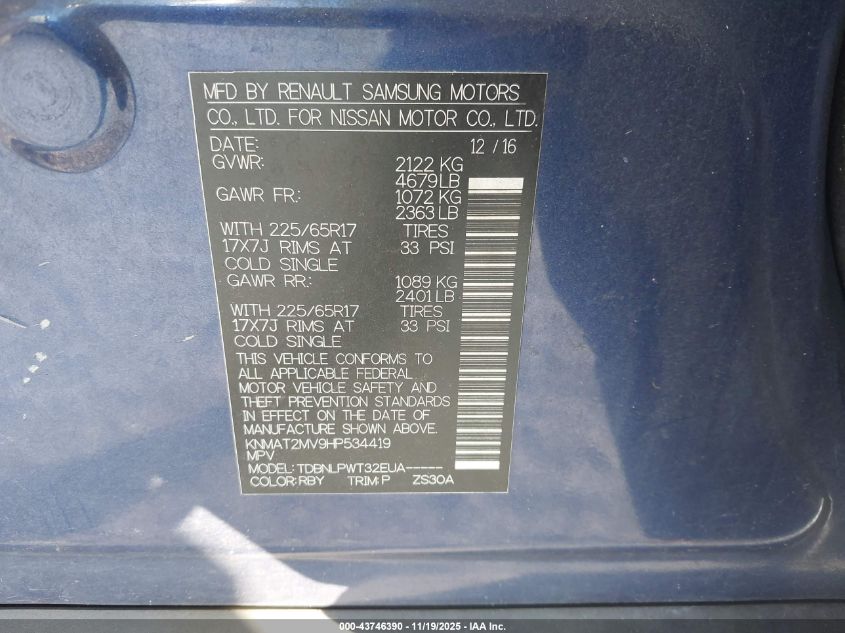 MFD BY RENAULT SAMSUNG MOTORS
CO., LTD. FOR NISSAN MOTOR CO., LTD.
DATE: 12 / 16
GVWR: 2122 KG
4679 LB
GAWR FR.: 1072 KG
2363 LB
WITH 225/65R17 TIRES
17X7J RIMS AT 33 PSI
COLD SINGLE
GAWR RR.: 1089 KG
2401 LB
WITH 225/65R17 TIRES
17X7J RIMS AT 33 PSI
COLD SINGLE
THIS VEHICLE CONFORMS TO
ALL APPLICABLE FEDERAL
MOTOR VEHICLE SAFETY AND
THEFT PREVENTION STANDARDS
IN EFFECT ON THE DATE OF
MANUFACTURE SHOWN ABOVE.
KNMAT2MV9HP534419
MPV
MODEL: TDBNLPWT32EUA-----
COLOR:RBY TRIM:P ZS30A
000-43746390 - 11/19/2025 - IAA Inc.